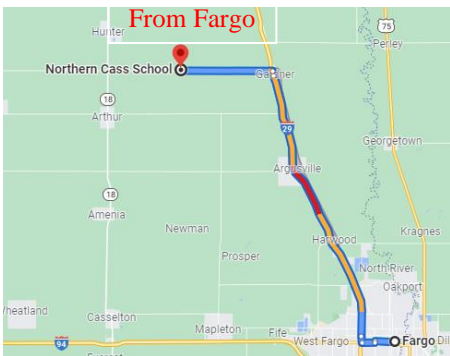 From Fargo
Hunter
75
Perley
Northern Cass School
Gardner
18
Arthur
29
Georgetown
Argusville
18
Amenia
Newman
Harwood
Kragnes
Prosper
North River
Oakport
Wheatland
Casselton
Mapleton
Fife
West Fargo
Fargo
Dil
94